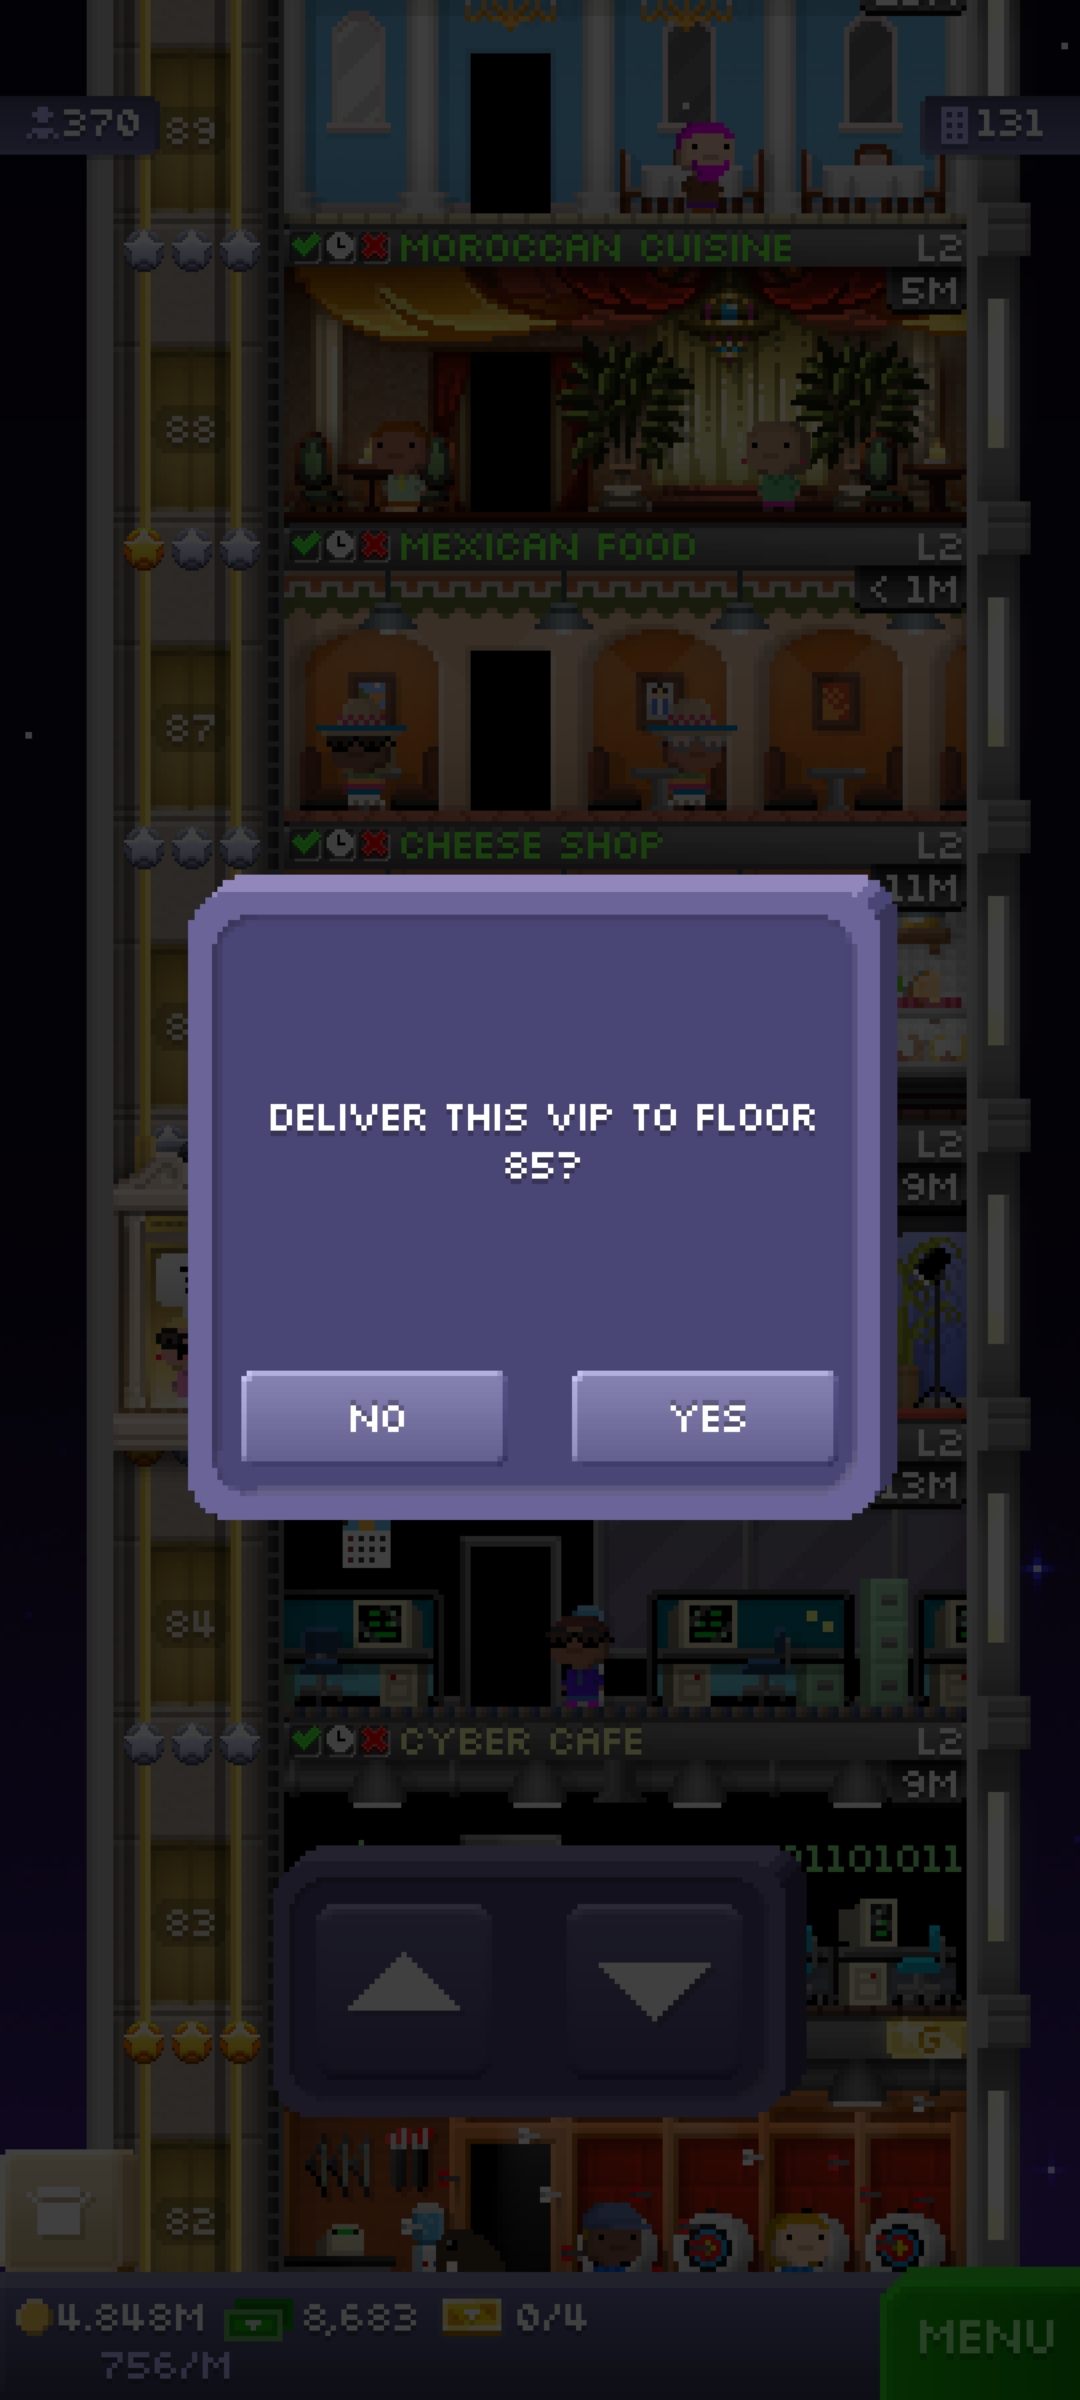 370
89
131
MOROCCAN CUISINE L2
5M
88
MEXICAN FOOD L2
< 1M
87
CHEESE SHOP L2
11M
DELIVER THIS VIP TO FLOOR
85?
L2
9M
NO YES
L2
13M
84
CYBER CAFE L2
9M
01101011
83
G
82
4.848M 8,683 0/4
756/M
MENU